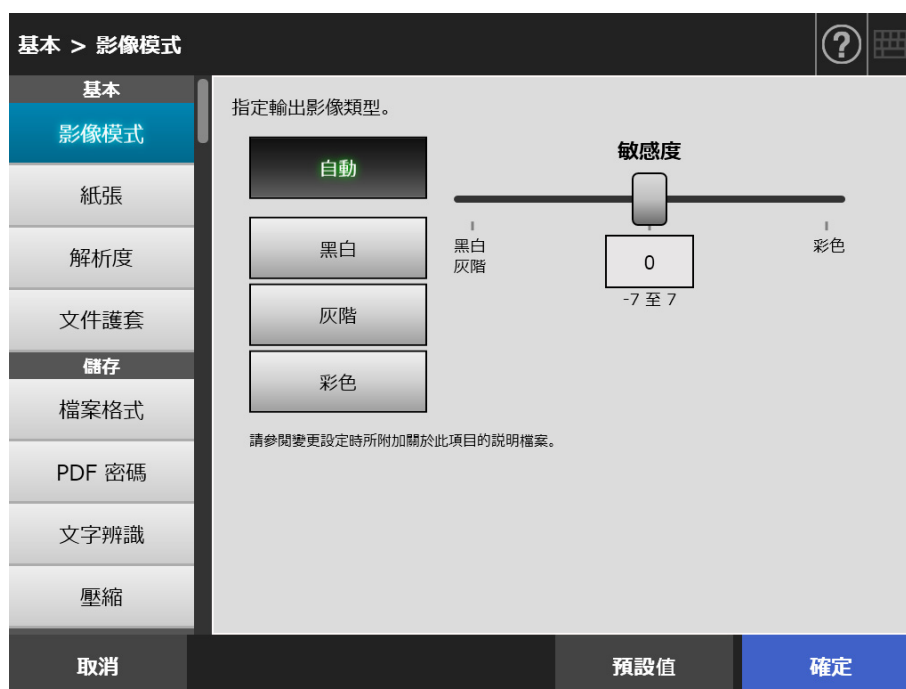 基本 > 影像模式
?
基本
影像模式
紙張
解析度
文件護套
儲存
檔案格式
PDF 密碼
文字辨識
壓縮
指定輸出影像類型。
自動
黑白
灰階
彩色
敏感度
黑白
灰階
彩色
0
-7 至 7
請參閱變更設定時所附加關於此項目的說明檔案。
取消
預設值
確定